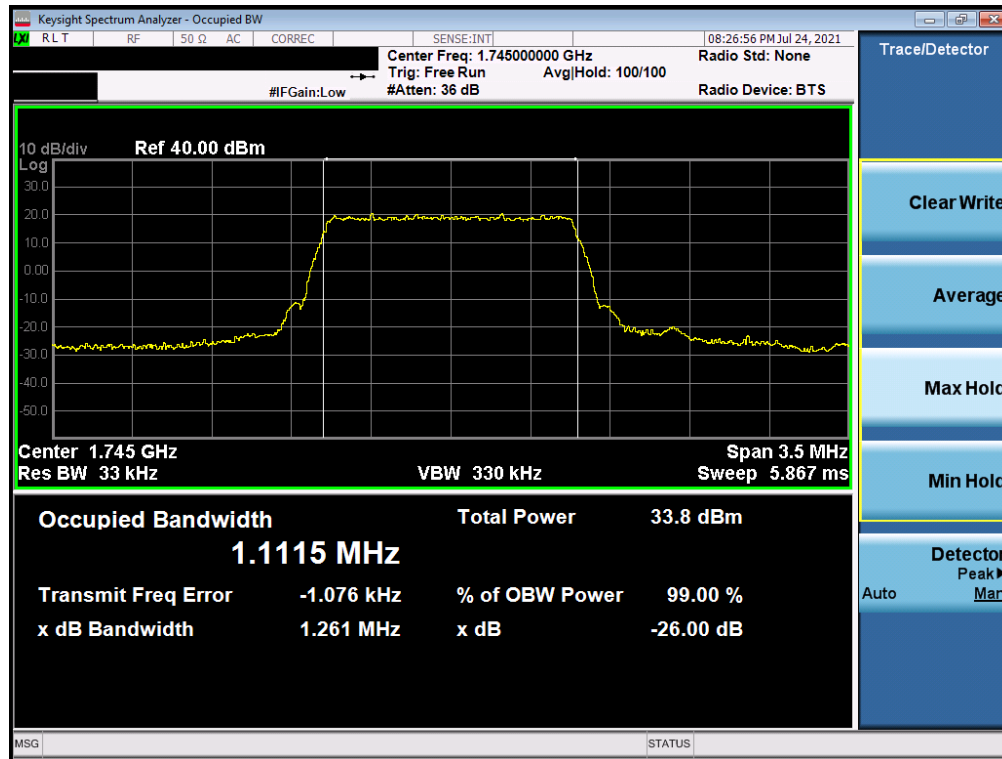 Keysight Spectrum Analyzer - Occupied BW
LXI RLT RF 50 Ω AC CORREC SENSE:INT 08:26:56 PM Jul 24, 2021
Center Freq: 1.745000000 GHz Radio Std: None
Trig: Free Run Avg|Hold: 100/100
#IFGain:Low #Atten: 36 dB Radio Device: BTS
10 dB/div Ref 40.00 dBm
Log
30.0
20.0
10.0
0.00
-10.0
-20.0
-30.0
-40.0
-50.0
Center 1.745 GHz Span 3.5 MHz
Res BW 33 kHz VBW 330 kHz Sweep 5.867 ms
Occupied Bandwidth Total Power 33.8 dBm
1.1115 MHz
Transmit Freq Error -1.076 kHz % of OBW Power 99.00 %
x dB Bandwidth 1.261 MHz x dB -26.00 dB
MSG STATUS
Trace/Detector
Clear Write
Average
Max Hold
Min Hold
Detector
Peak▶
Auto Man